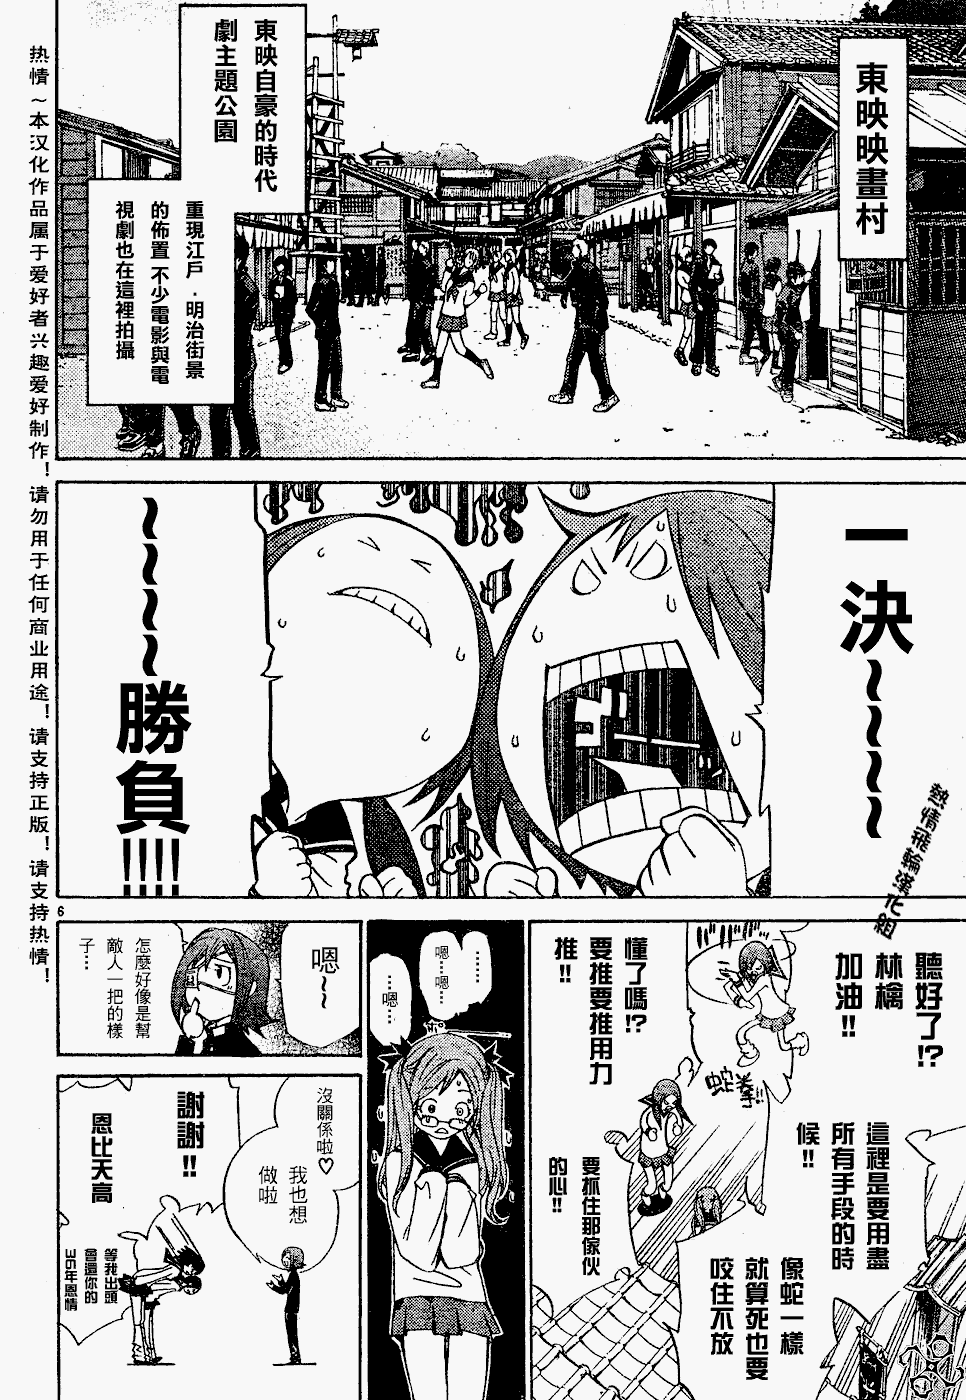 東映映畫村
東映自豪的時代
劇主題公園
重現江戶．明治街景
的佈置 不少電影與電
視劇也在這裡拍攝
一決～～～～
～～～～勝負!!!!
聽好了!?
林檎
加油!!
這裡是要用盡
所有手段的時
候!!
蛇拳!!
懂了嗎!?
要推要推用力
推!!
要抓住那傢伙
的心!!
像蛇一樣
就算死也要
咬住不放
……
……嗯……嗯…
……嗯…
ポ
嗯～～
怎麼好像是幫
敵人一把的樣
子…
沒關係啦♡
我也想
做啦
謝謝!!
恩比天高
等我出頭
會還你的
36年恩情
6
熱情飛輪漢化組
热情～本汉化作品属于爱好者兴趣爱好制作！请勿用于任何商业用途！请支持正版！请支持热情！